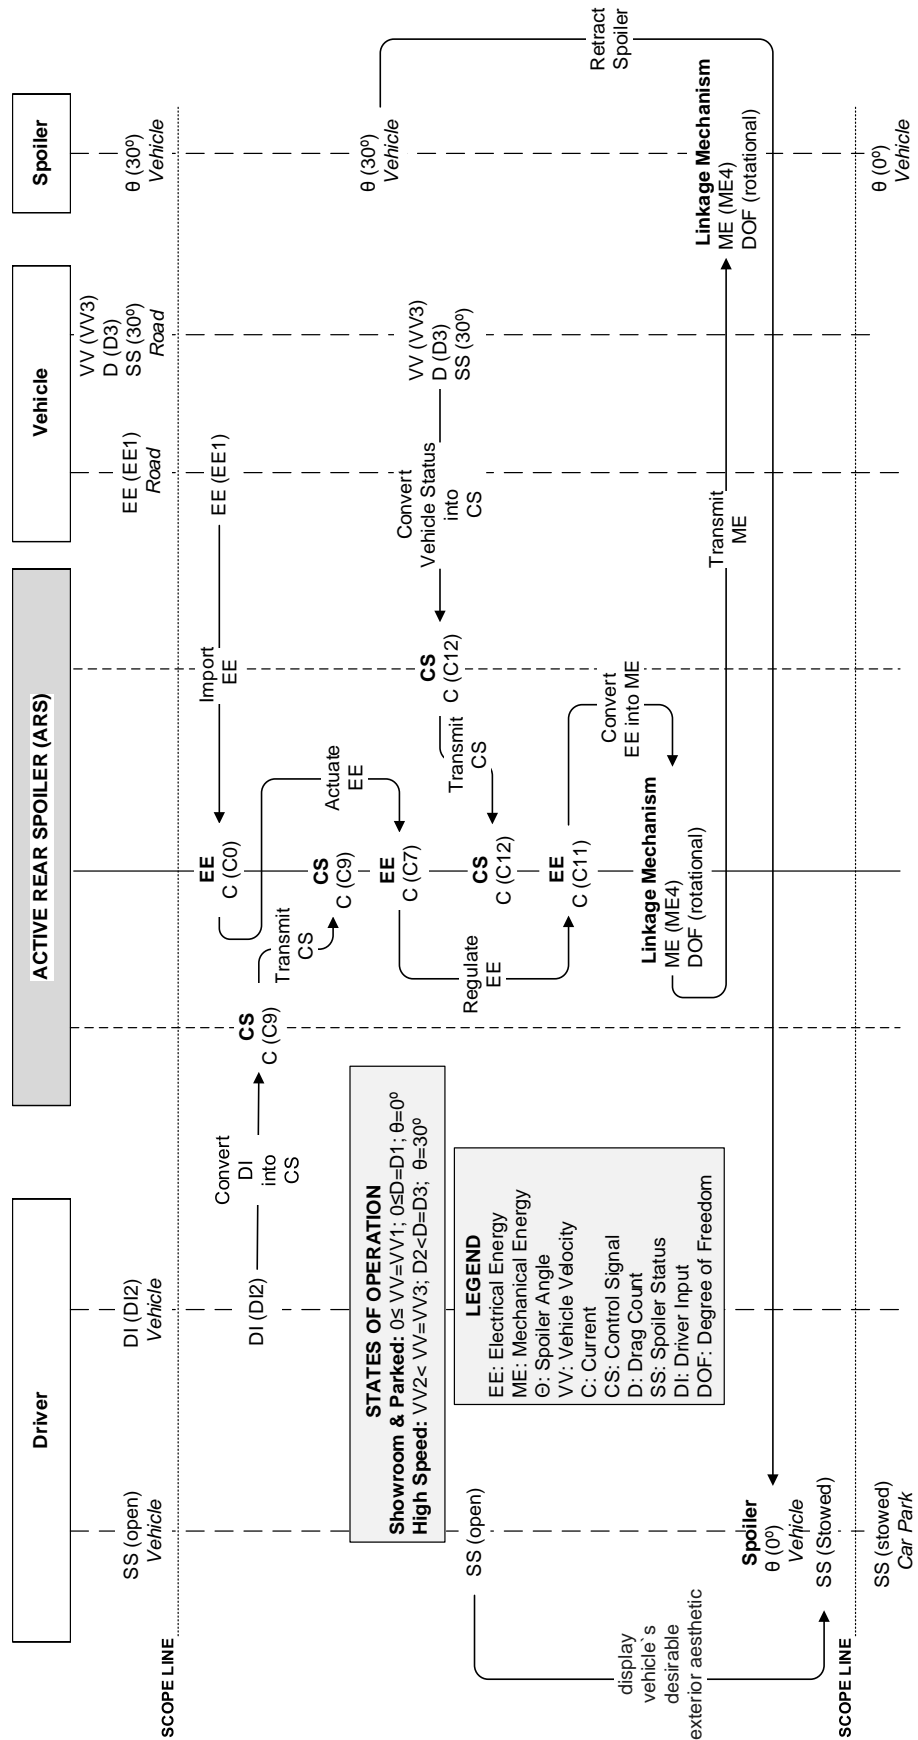 Driver
ACTIVE REAR SPOILER (ARS)
Vehicle
Spoiler
SS (open)
Vehicle
DI (DI2)
Vehicle
EE (EE1)
Road
VV (VV3)
D (D3)
SS (30º)
Road
θ (30º)
Vehicle
SCOPE LINE
EE
C (C0)
Import
EE
EE (EE1)
DI (DI2)
Convert
DI
into
CS
CS
C (C9)
Transmit
CS
CS
C (C9)
Actuate
EE
EE
C (C7)
θ (30º)
Vehicle
STATES OF OPERATION
Showroom & Parked: 0≤ VV=VV1; 0≤D=D1; θ=0º
High Speed: VV2< VV=VV3; D2<D=D3; θ=30º
CS
C (C12)
Convert
Vehicle Status
into
CS
VV (VV3)
D (D3)
SS (30º)
Transmit
CS
CS
C (C12)
Regulate
EE
EE
C (C11)
SS (open)
LEGEND
EE: Electrical Energy
ME: Mechanical Energy
Θ: Spoiler Angle
VV: Vehicle Velocity
C: Current
CS: Control Signal
D: Drag Count
SS: Spoiler Status
DI: Driver Input
DOF: Degree of Freedom
Convert
EE into ME
Retract
Spoiler
Linkage Mechanism
ME (ME4)
DOF (rotational)
Transmit
ME
Linkage Mechanism
ME (ME4)
DOF (rotational)
display
vehicle`s
desirable
exterior aesthetic
Spoiler
θ (0º)
Vehicle
SS (Stowed)
SCOPE LINE
SS (stowed)
Car Park
θ (0º)
Vehicle